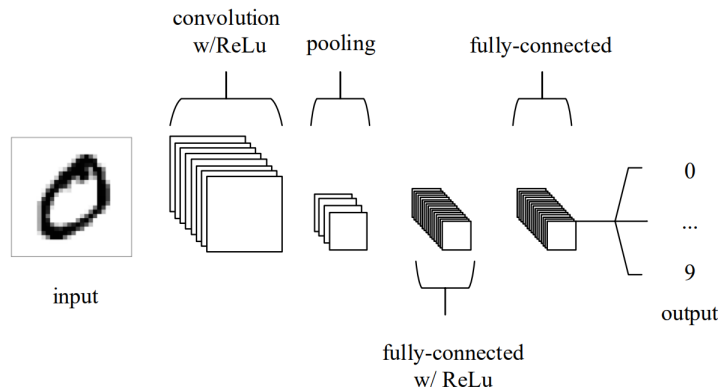 convolution
w/ReLu
pooling
fully-connected
0
...
9
input
output
fully-connected
w/ ReLu